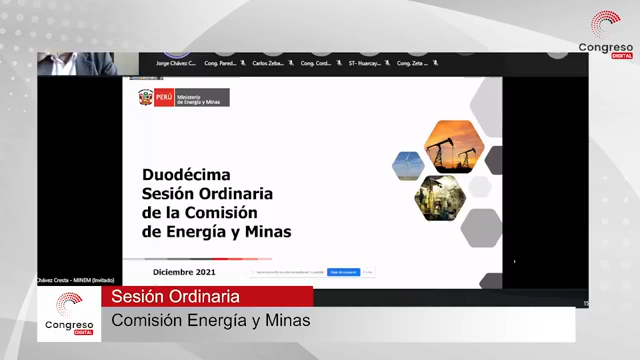 Congreso
DIGITAL
Jorge Chávez C...
Cong. Pared...
Carlos Zeba...
Cong. Cord...
ST- Huarcay...
Cong. Zeta ...
PERÚ
Ministerio
de Energía y Minas
Duodécima
Sesión Ordinaria
de la Comisión
de Energía y Minas
Diciembre 2021
Chávez Cresta - MINEM (Invitado)
15
Sesión Ordinaria
Congreso
DIGITAL
Comisión Energía y Minas